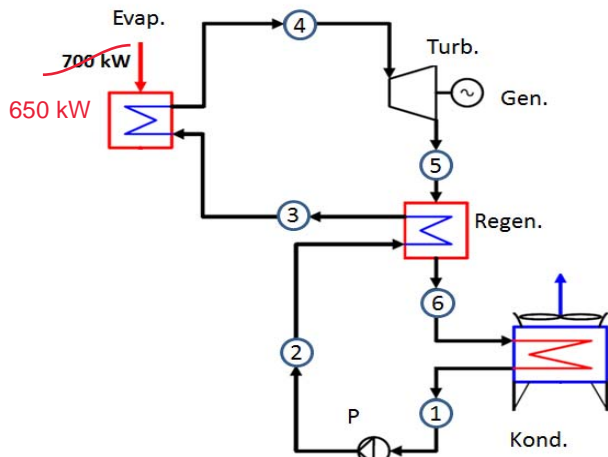 Evap.
4
Turb.
700 kW
650 kW
Gen.
5
3
Regen.
6
2
1
P
Kond.